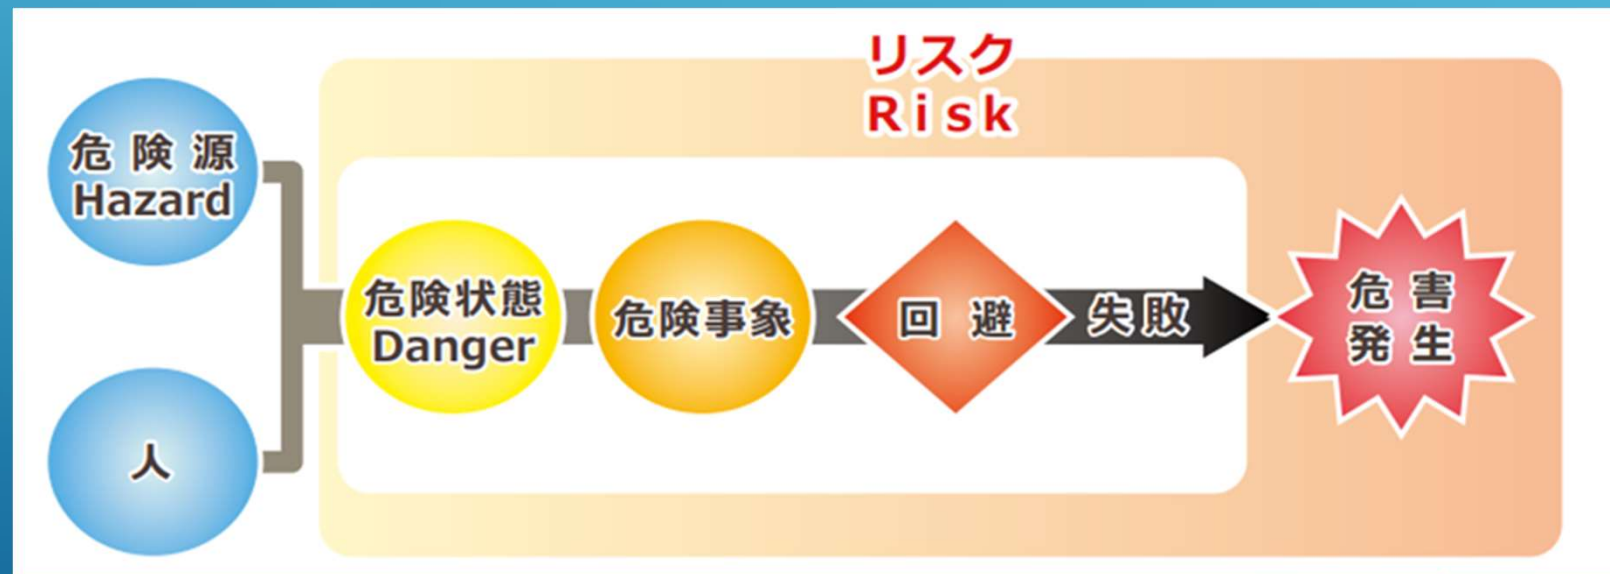 リスク
Risk
危険源
Hazard
人
危険状態
Danger
危険事象
回避
失敗
危害
発生